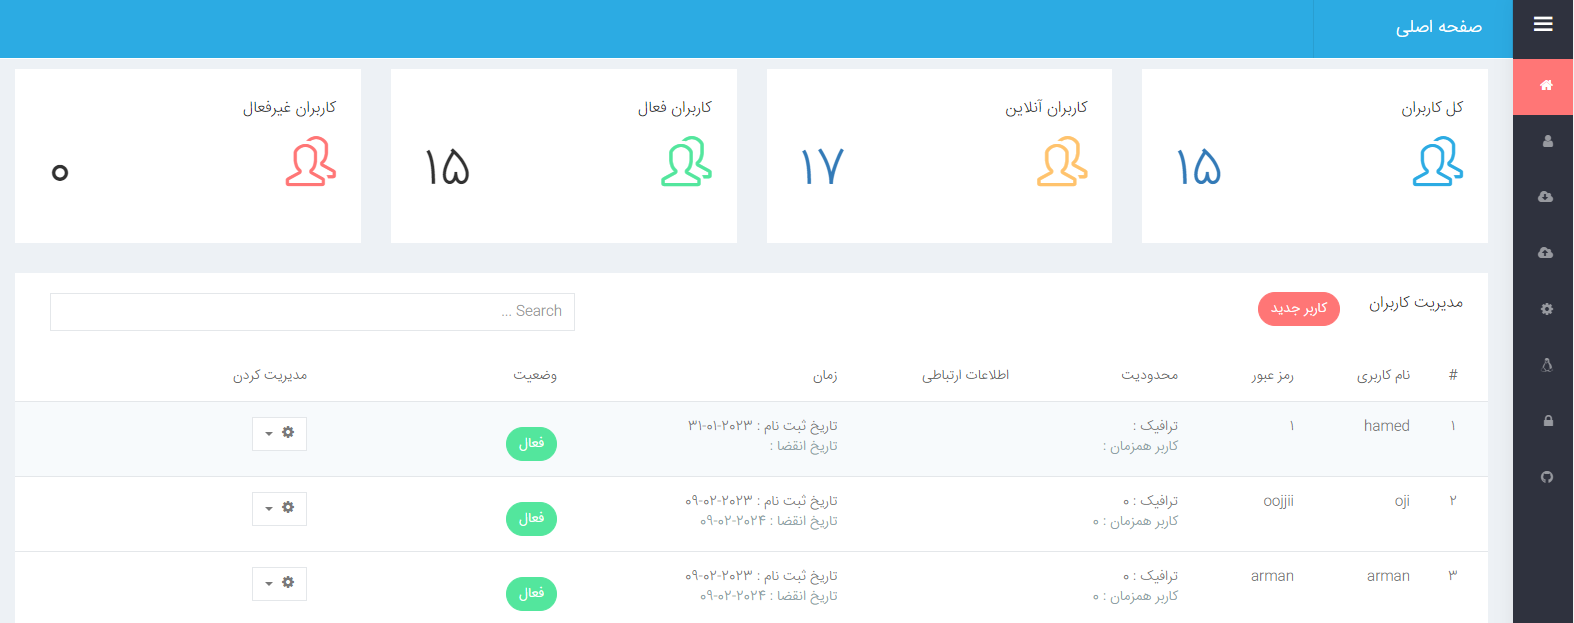 صفحه اصلی
کل کاربران
۱۵
کاربران آنلاین
۱۷
کاربران فعال
۱۵
کاربران غیرفعال
۰
مدیریت کاربران کاربر جدید Search ...
# نام کاربری رمز عبور محدودیت اطلاعات ارتباطی زمان وضعیت مدیریت کردن
۱ hamed ۱ ترافیک : تاریخ ثبت نام : ۲۰۲۳-۰۱-۳۱ فعال
کاربر همزمان : تاریخ انقضا :
۲ oji oojjii ترافیک : ۰ تاریخ ثبت نام : ۲۰۲۳-۰۲-۰۹ فعال
کاربر همزمان : ۰ تاریخ انقضا : ۲۰۲۴-۰۲-۰۹
۳ arman arman ترافیک : ۰ تاریخ ثبت نام : ۲۰۲۳-۰۲-۰۹ فعال
کاربر همزمان : ۰ تاریخ انقضا : ۲۰۲۴-۰۲-۰۹